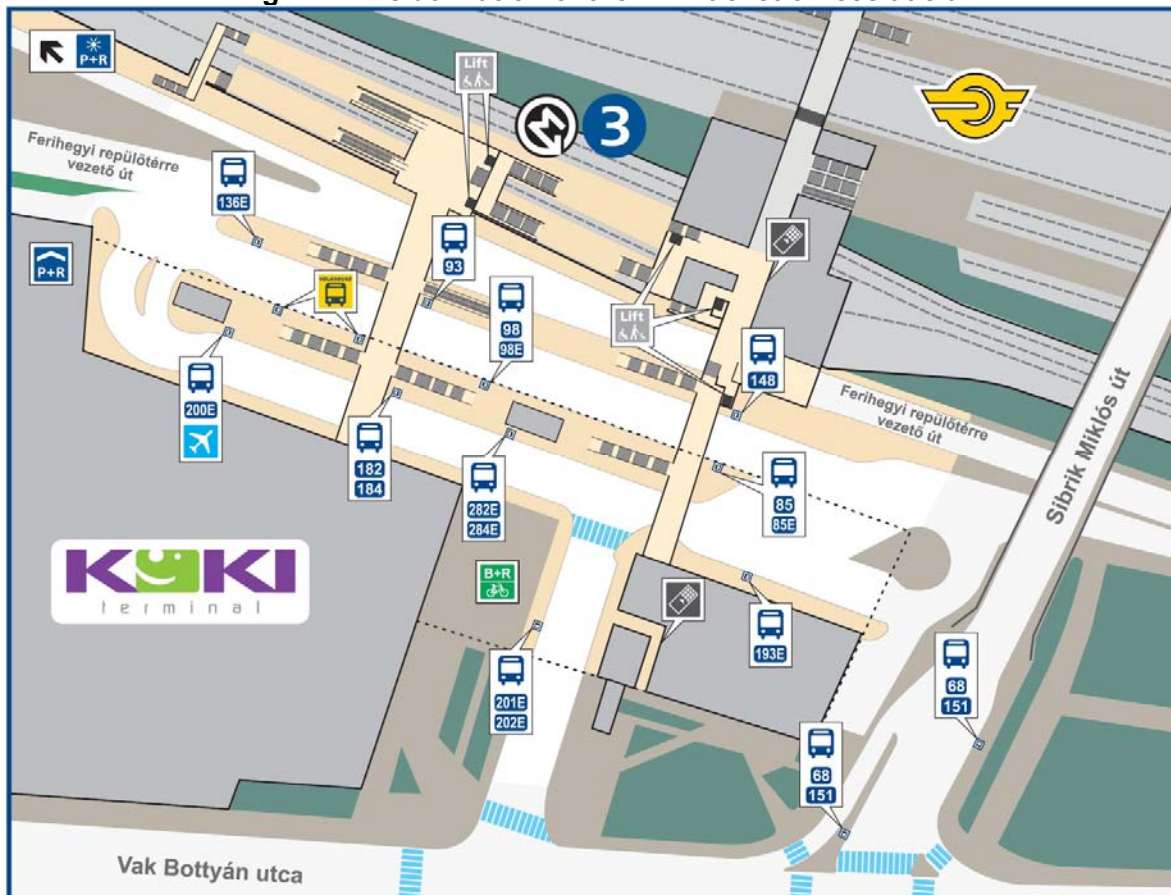 P+R
Lift
3
Ferihegyi repülőtérre
vezető út
136E
93
P+R
VOLÁNBUSZ
98
98E
Lift
148
200E
Ferihegyi repülőtérre
vezető út
182
184
282E
284E
85
85E
Sibrik Miklós út
KöKI
terminal
B+R
193E
201E
202E
68
151
68
151
Vak Bottyán utca